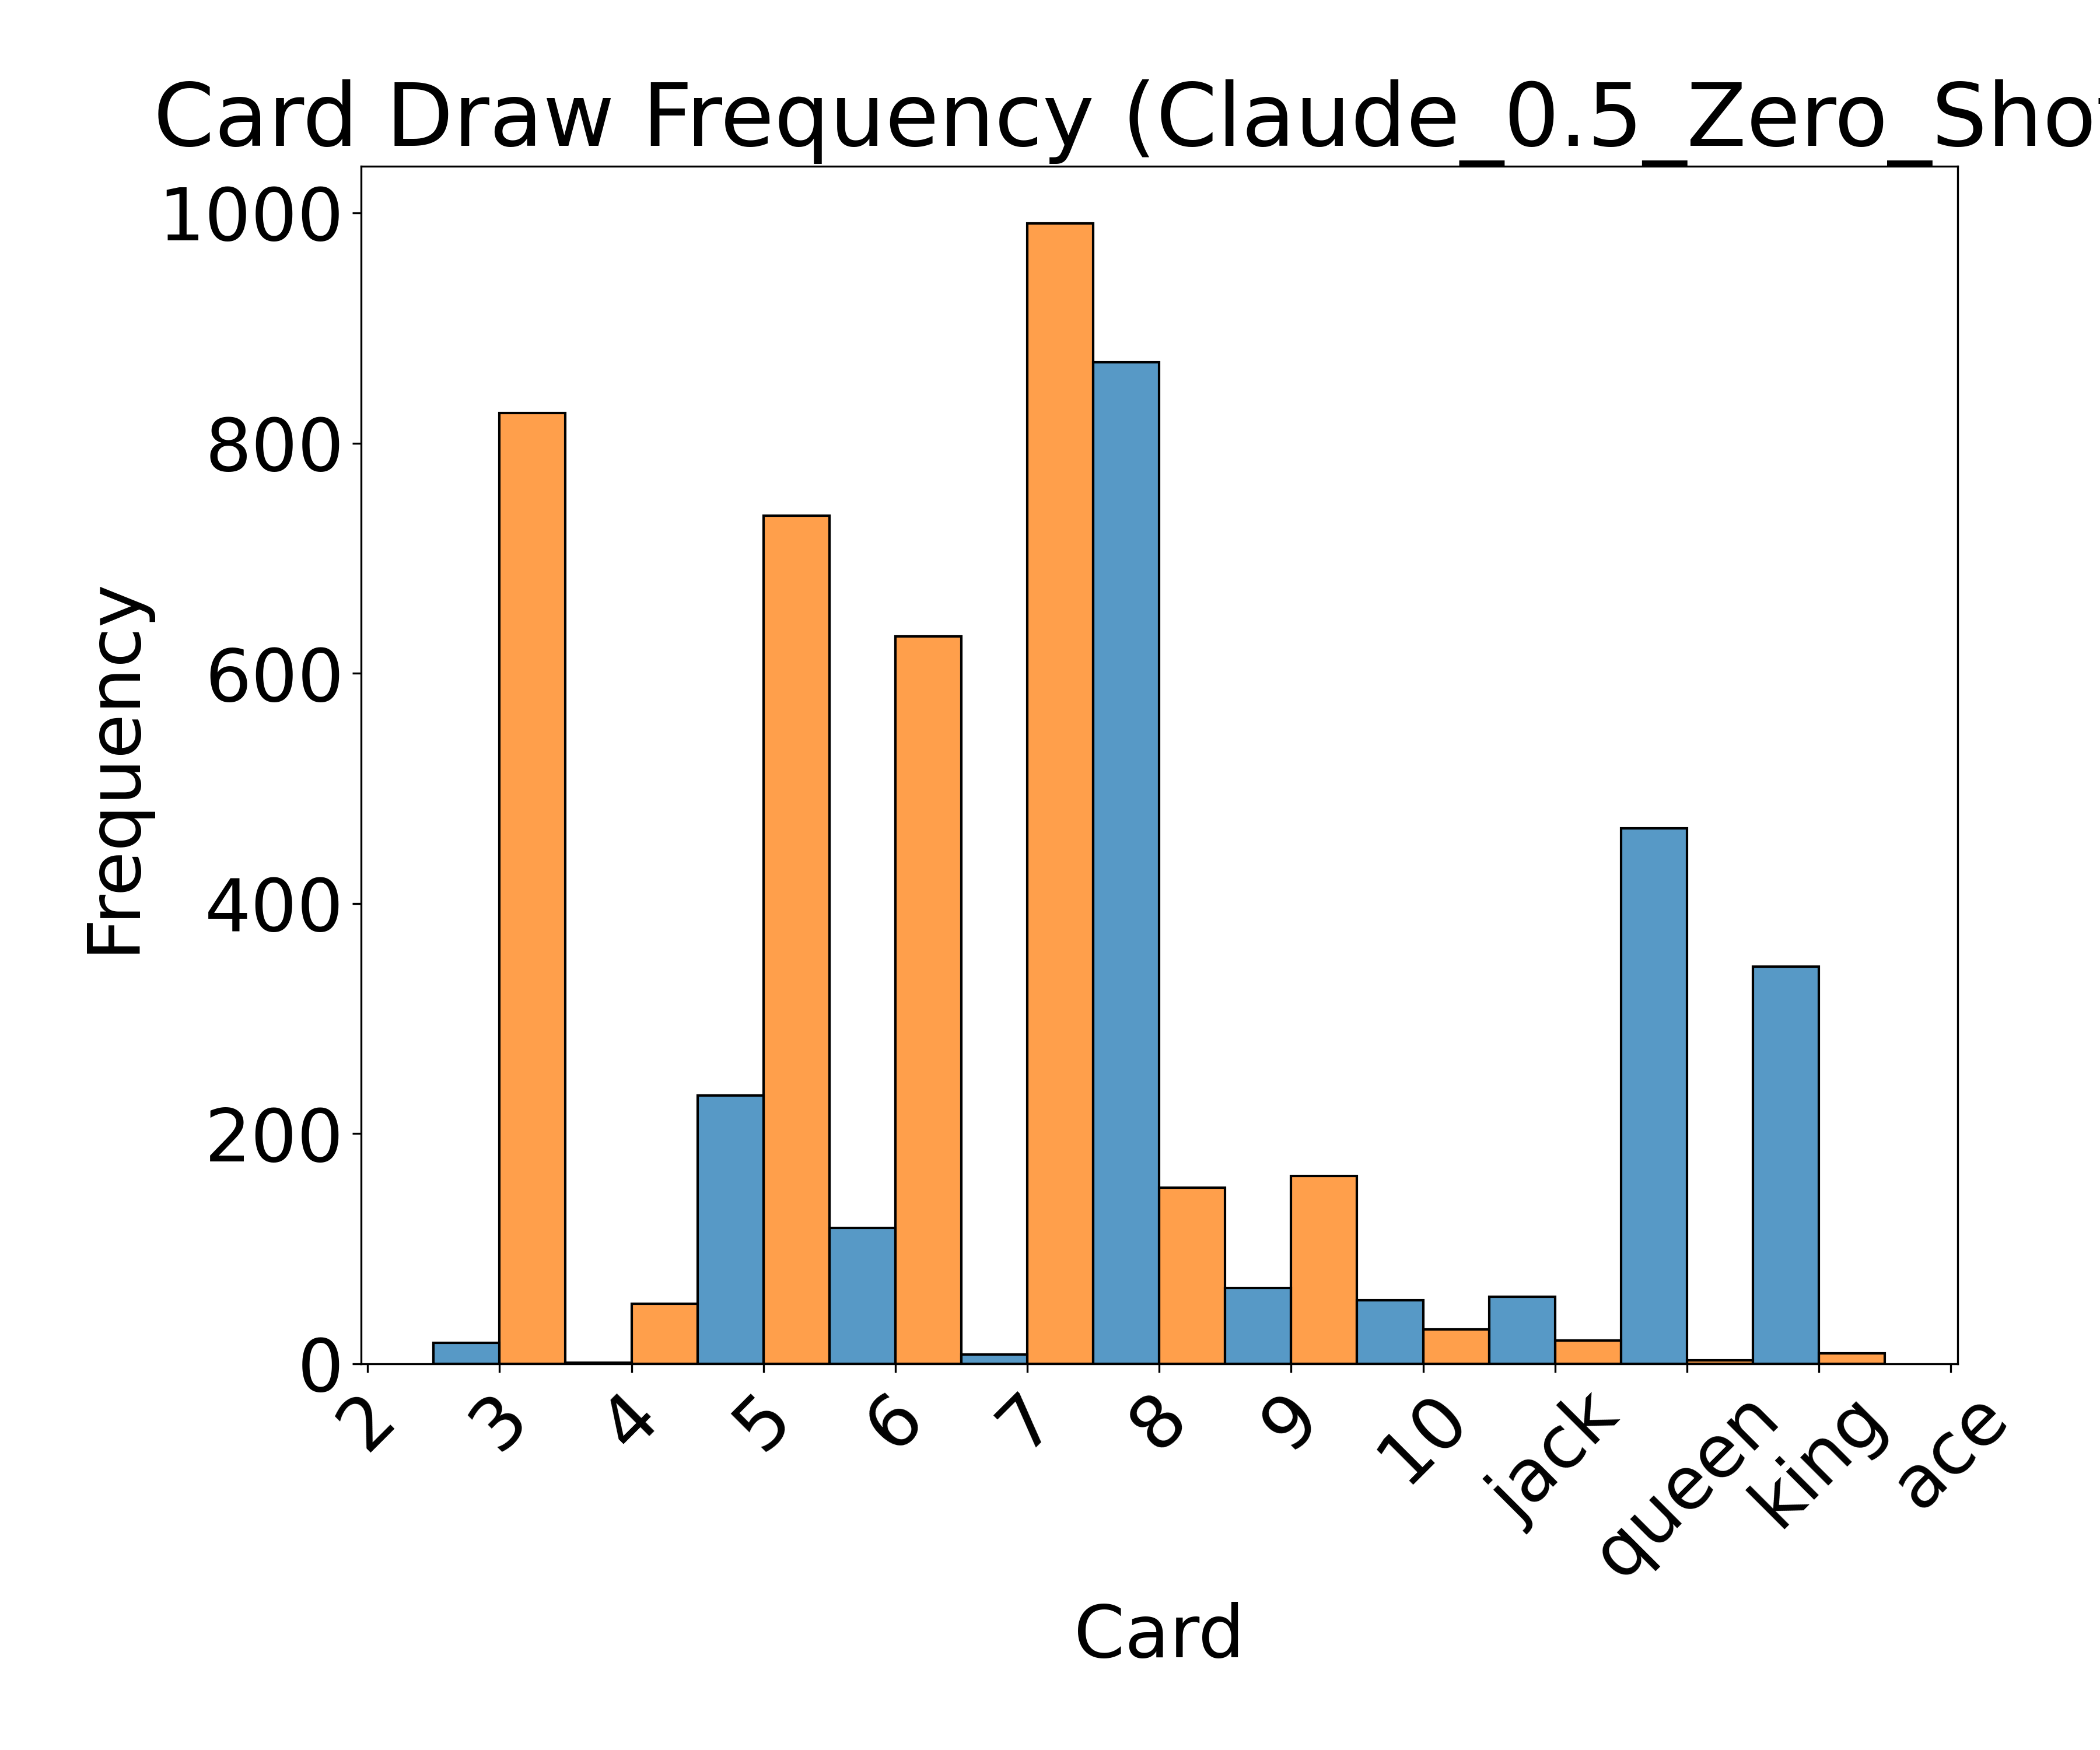 Card Draw Frequency (Claude_0.5_Zero_Sho
1000
800
600
400
200
0
Frequency
2 3 4 5 6 7 8 9 10 jack queen king ace
Card